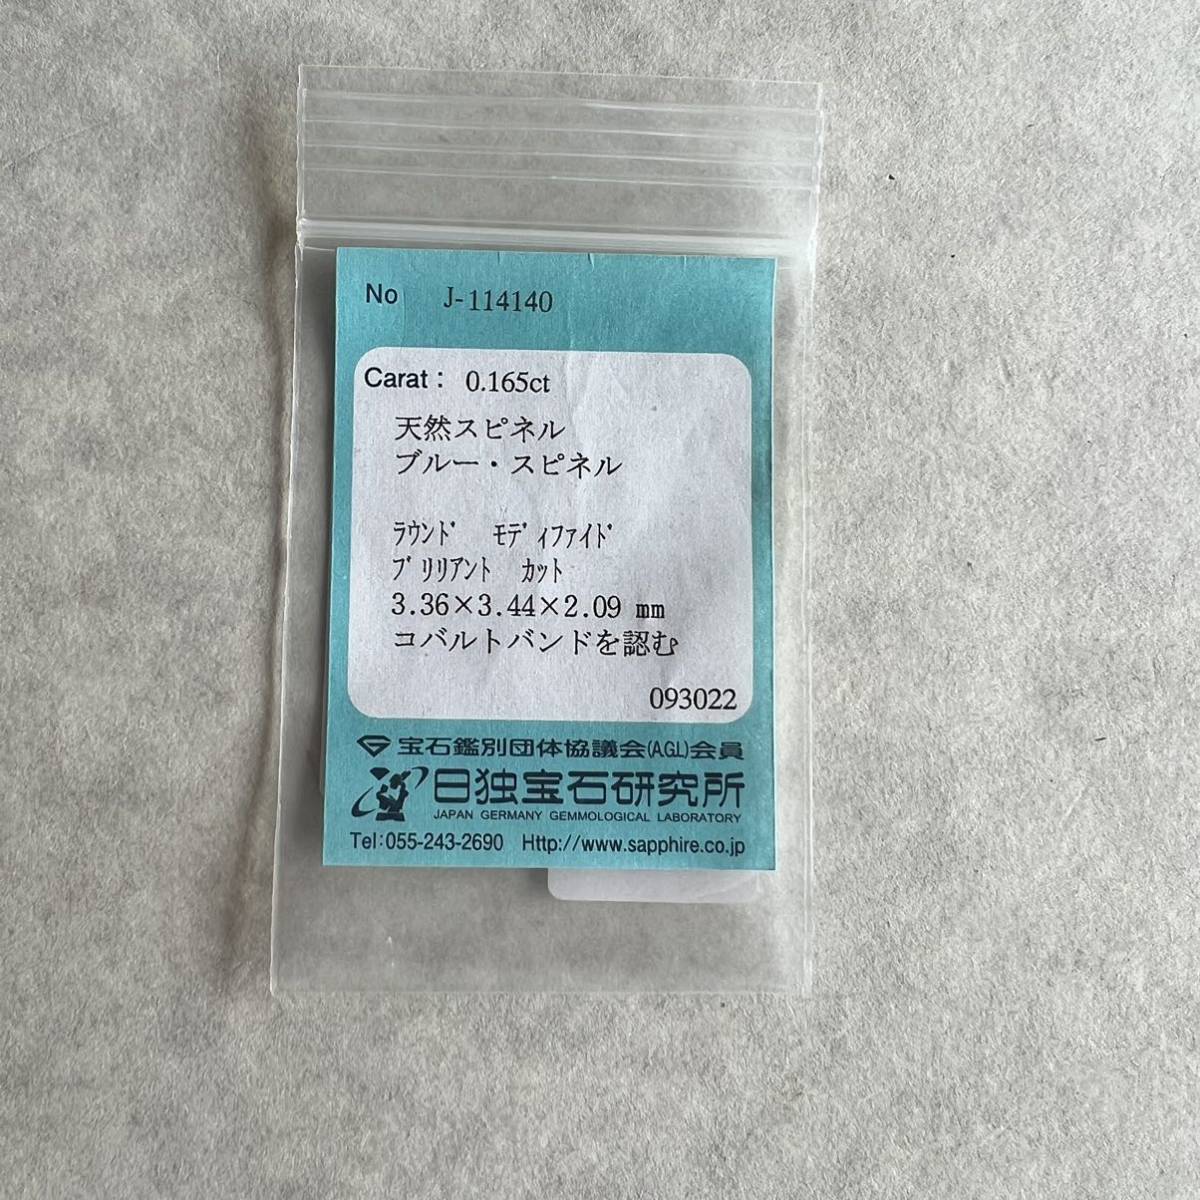 No J-114140
Carat: 0.165ct
天然スピネル
ブルー・スピネル
ﾗｳﾝﾄﾞ ﾓﾃﾞｨﾌｧｲﾄﾞ
ﾌﾞﾘﾘｱﾝﾄ ｶｯﾄ
3.36×3.44×2.09 mm
コバルトバンドを認む
093022
宝石鑑別団体協議会(AGL)会員
日独宝石研究所
JAPAN GERMANY GEMMOLOGICAL LABORATORY
Tel:055-243-2690 Http://www.sapphire.co.jp